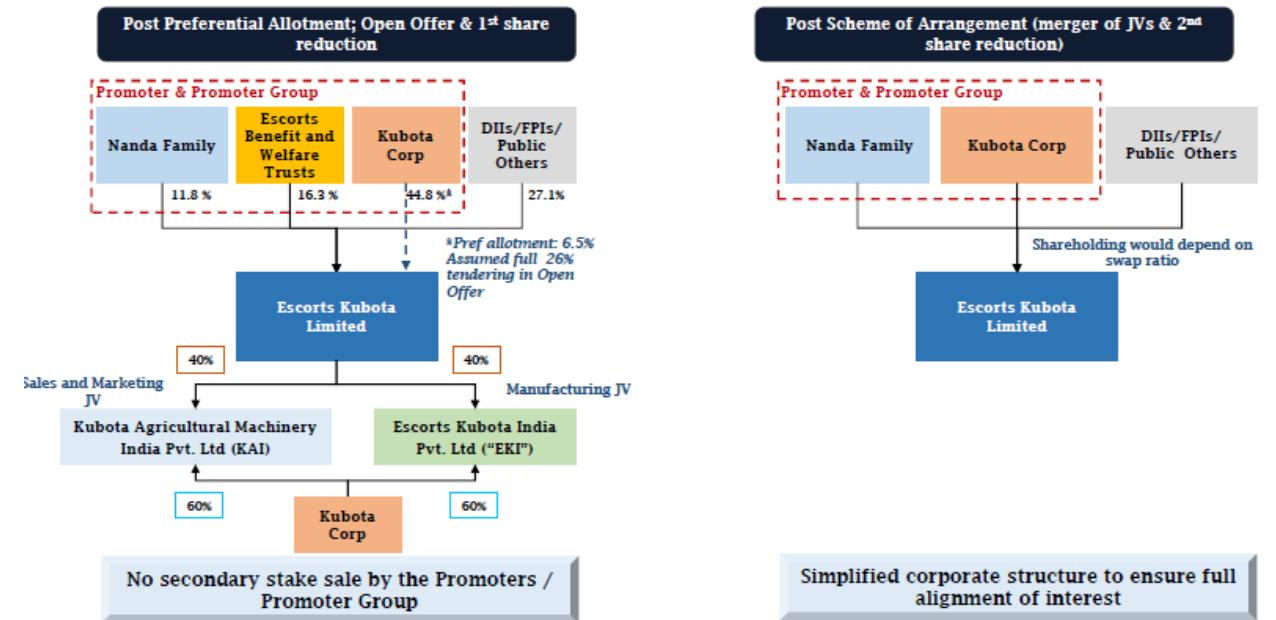 Post Preferential Allotment; Open Offer & 1st share
reduction
Promoter & Promoter Group
Nanda Family
Escorts
Benefit and
Welfare
Trusts
Kubota
Corp
DIIs/FPIs/
Public
Others
11.8 %
16.3 %
44.8 %&
27.1%
&Pref allotment: 6.5%
Assumed full 26%
tendering in Open
Offer
Escorts Kubota
Limited
40%
40%
Sales and Marketing
JV
Manufacturing JV
Kubota Agricultural Machinery
India Pvt. Ltd (KAI)
Escorts Kubota India
Pvt. Ltd (“EKI”)
60%
60%
Kubota
Corp
No secondary stake sale by the Promoters /
Promoter Group
Post Scheme of Arrangement (merger of JVs & 2nd
share reduction)
Promoter & Promoter Group
Nanda Family
Kubota Corp
DIIs/FPIs/
Public Others
Shareholding would depend on
swap ratio
Escorts Kubota
Limited
Simplified corporate structure to ensure full
alignment of interest